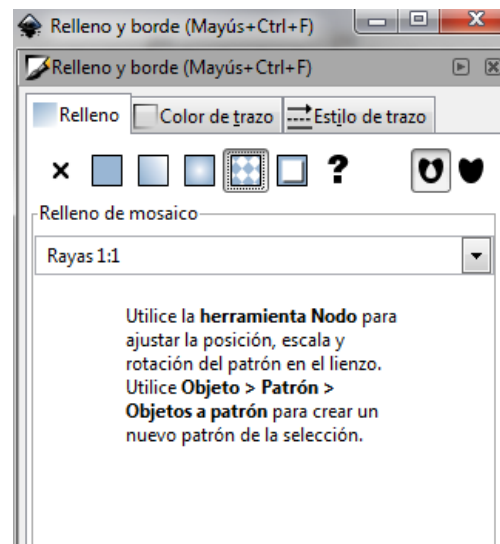 Relleno y borde (Mayús+Ctrl+F)
Relleno y borde (Mayús+Ctrl+F)
Relleno Color de trazo Estilo de trazo
?
Relleno de mosaico
Rayas 1:1
Utilice la herramienta Nodo para
ajustar la posición, escala y
rotación del patrón en el lienzo.
Utilice Objeto > Patrón >
Objetos a patrón para crear un
nuevo patrón de la selección.